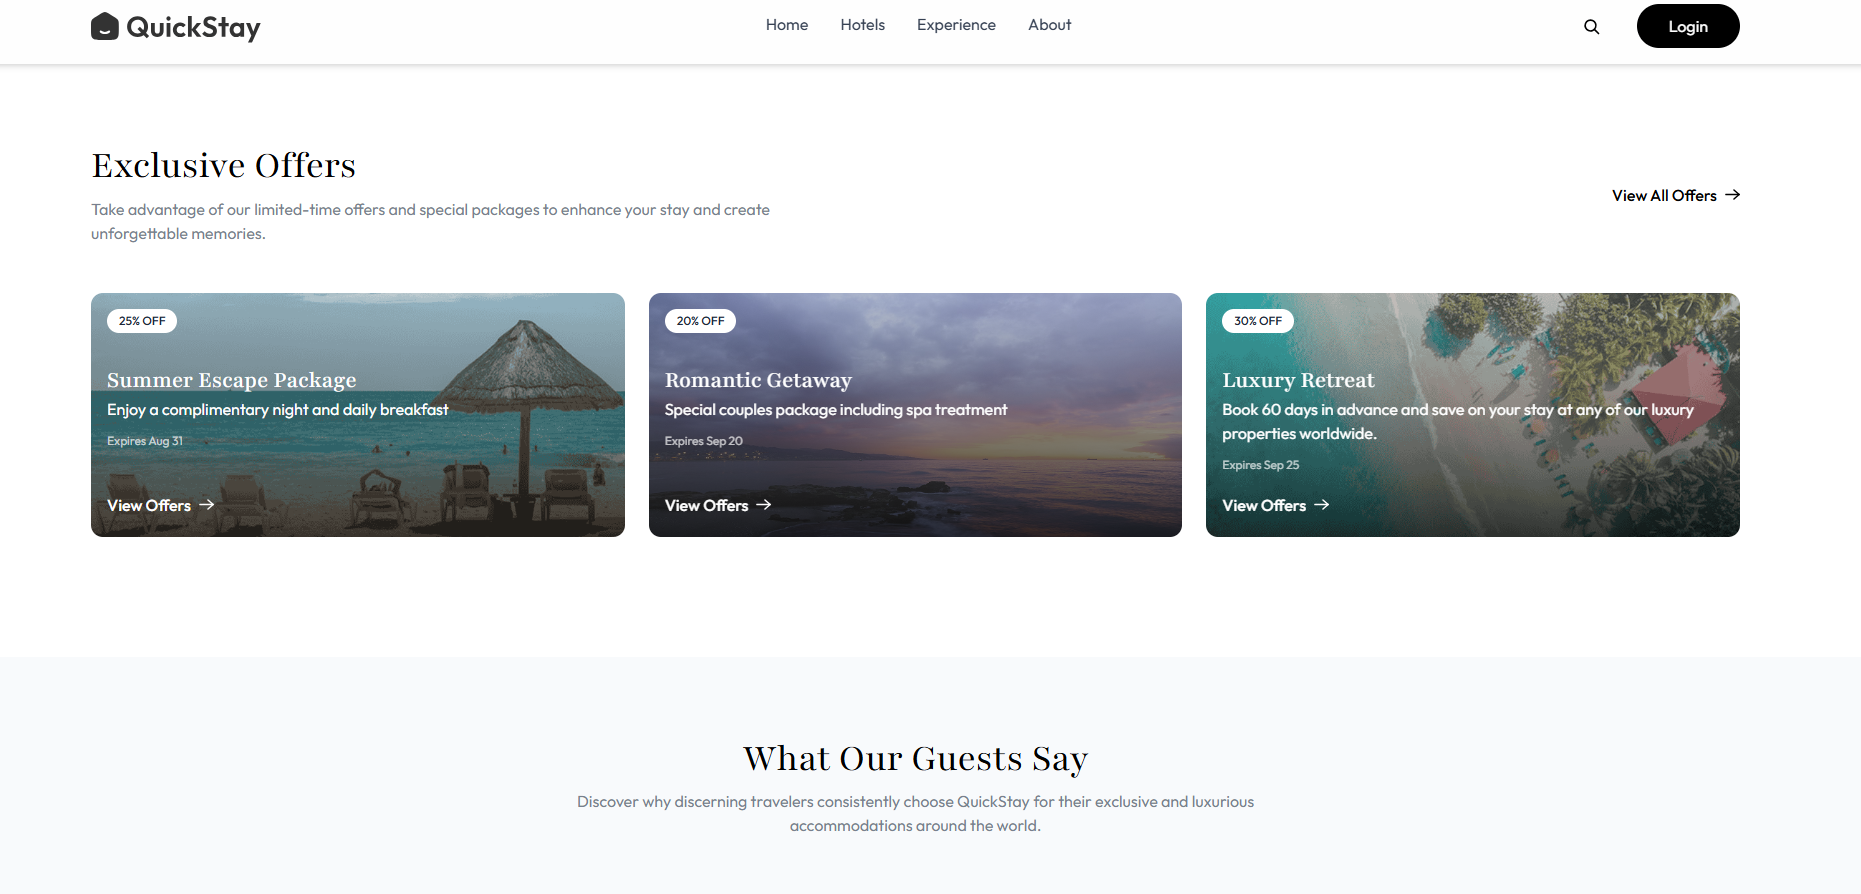 QuickStay
Home
Hotels
Experience
About
Login
Exclusive Offers
Take advantage of our limited-time offers and special packages to enhance your stay and create
unforgettable memories.
View All Offers
25% OFF
Summer Escape Package
Enjoy a complimentary night and daily breakfast
Expires Aug 31
View Offers
20% OFF
Romantic Getaway
Special couples package including spa treatment
Expires Sep 20
View Offers
30% OFF
Luxury Retreat
Book 60 days in advance and save on your stay at any of our luxury
properties worldwide.
Expires Sep 25
View Offers
What Our Guests Say
Discover why discerning travelers consistently choose QuickStay for their exclusive and luxurious
accommodations around the world.